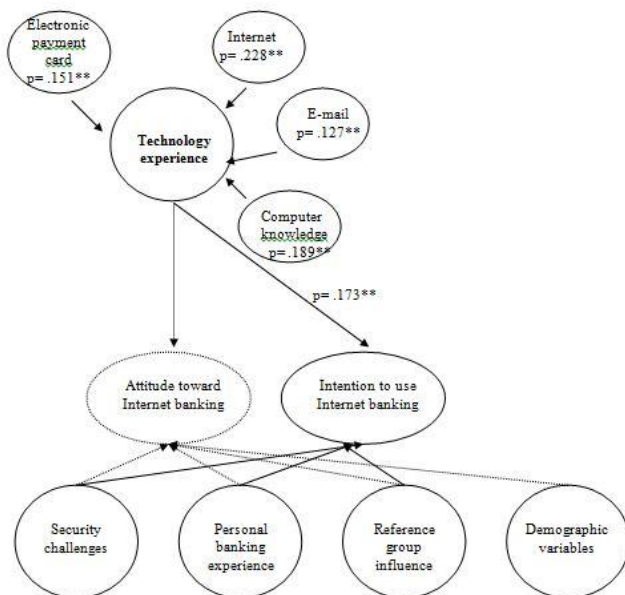 Electronic
payment
card
p= .151**
Internet
p= .228**
E-mail
p= .127**
Technology
experience
Computer
knowledge
p= .189**
p= .173**
Attitude toward
Internet banking
Intention to use
Internet banking
Security
challenges
Personal
banking
experience
Reference
group
influence
Demographic
variables